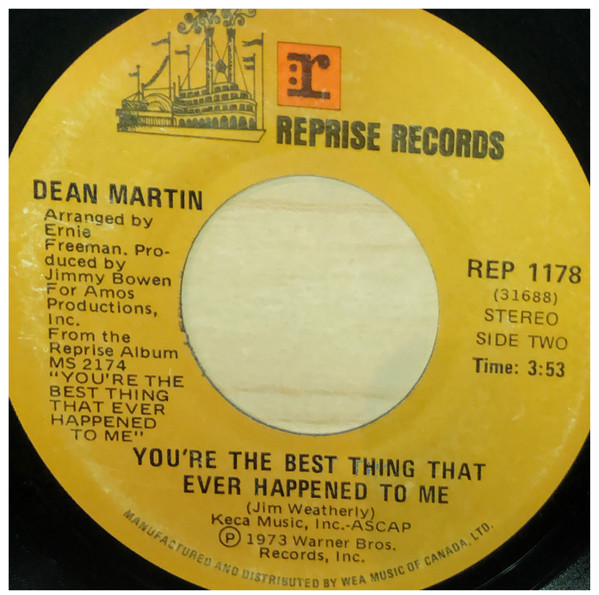 r
REPRISE RECORDS
DEAN MARTIN
Arranged by
Ernie
Freeman. Pro-
duced by
Jimmy Bowen
For Amos
Productions,
Inc.
From the
Reprise Album
MS 2174
"YOU'RE THE
BEST THING
THAT EVER
HAPPENED
TO ME"
REP 1178
(31688)
STEREO
SIDE TWO
Time: 3:53
YOU'RE THE BEST THING THAT
EVER HAPPENED TO ME
(Jim Weatherly)
Keca Music, Inc.-ASCAP
Ⓟ 1973 Warner Bros.
Records, Inc.
MANUFACTURED AND DISTRIBUTED BY WEA MUSIC OF CANADA, LTD.